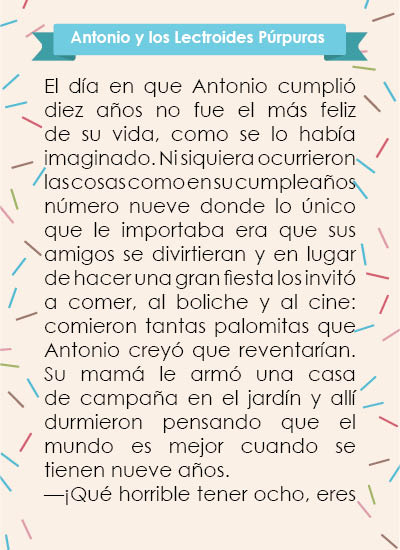 Antonio y los Lectroides Púrpuras
El día en que Antonio cumplió
diez años no fue el más feliz
de su vida, como se lo había
imaginado. Ni siquiera ocurrieron
las cosas como en su cumpleaños
número nueve donde lo único
que le importaba era que sus
amigos se divirtieran y en lugar
de hacer una gran fiesta los invitó
a comer, al boliche y al cine:
comieron tantas palomitas que
Antonio creyó que reventarían.
Su mamá le armó una casa
de campaña en el jardín y allí
durmieron pensando que el
mundo es mejor cuando se
tienen nueve años.
—¡Qué horrible tener ocho, eres